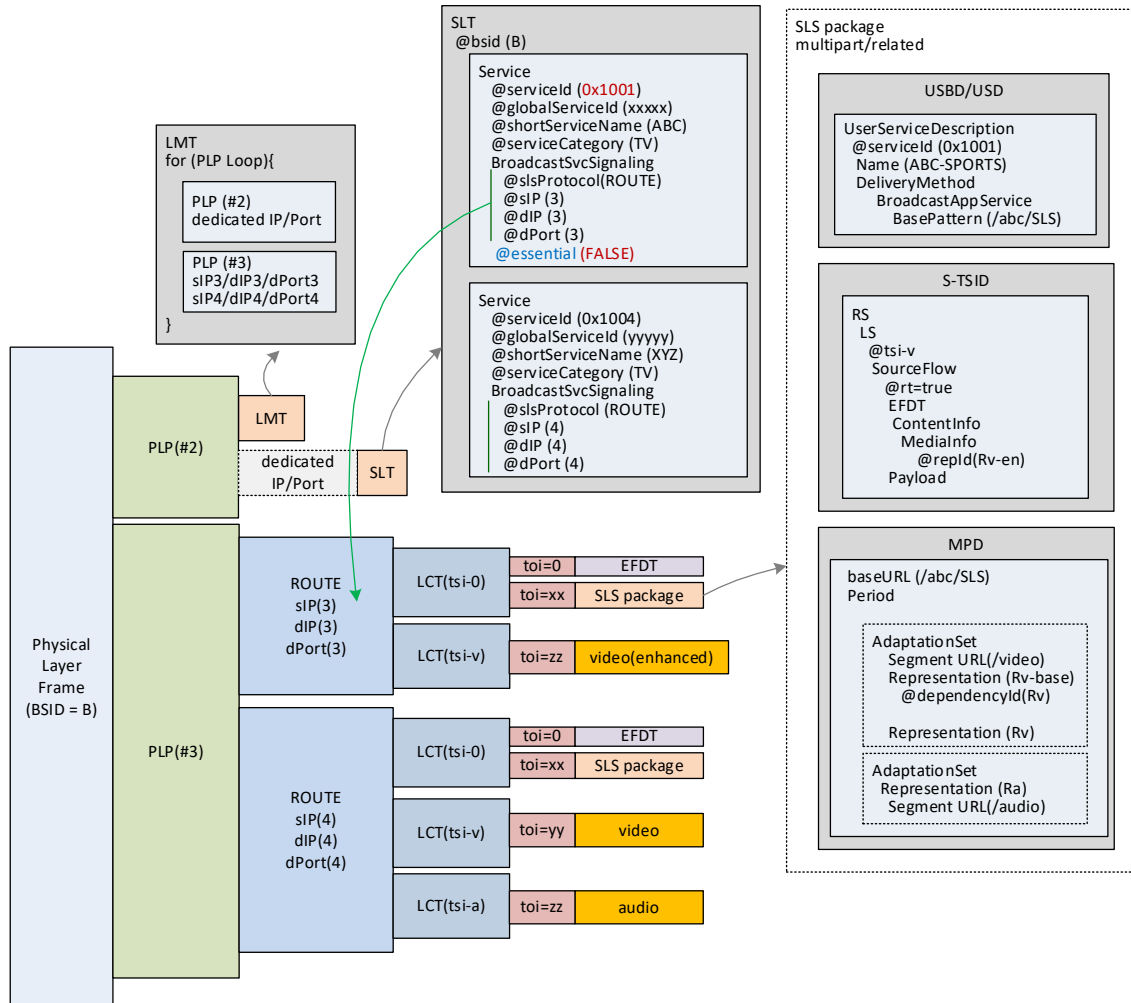 SLT
@bsid (B)
Service
@serviceId (0x1001)
@globalServiceId (xxxxx)
@shortServiceName (ABC)
@serviceCategory (TV)
BroadcastSvcSignaling
@slsProtocol(ROUTE)
@sIP (3)
@dIP (3)
@dPort (3)
@essential (FALSE)
Service
@serviceId (0x1004)
@globalServiceId (yyyyy)
@shortServiceName (XYZ)
@serviceCategory (TV)
BroadcastSvcSignaling
@slsProtocol (ROUTE)
@sIP (4)
@dIP (4)
@dPort (4)
LMT
for (PLP Loop){
PLP (#2)
dedicated IP/Port
PLP (#3)
sIP3/dIP3/dPort3
sIP4/dIP4/dPort4
}
SLS package
multipart/related
USBD/USD
UserServiceDescription
@serviceId (0x1001)
Name (ABC-SPORTS)
DeliveryMethod
BroadcastAppService
BasePattern (/abc/SLS)
S-TSID
RS
LS
@tsi-v
SourceFlow
@rt=true
EFDT
ContentInfo
MediaInfo
@repId(Rv-en)
Payload
MPD
baseURL (/abc/SLS)
Period
AdaptationSet
Segment URL(/video)
Representation (Rv-base)
@dependencyId(Rv)
Representation (Rv)
AdaptationSet
Representation (Ra)
Segment URL(/audio)
Physical
Layer
Frame
(BSID = B)
PLP(#2)
LMT
dedicated
IP/Port
SLT
PLP(#3)
ROUTE
sIP(3)
dIP(3)
dPort(3)
LCT(tsi-0)
toi=0
EFDT
toi=xx
SLS package
LCT(tsi-v)
toi=zz
video(enhanced)
ROUTE
sIP(4)
dIP(4)
dPort(4)
LCT(tsi-0)
toi=0
EFDT
toi=xx
SLS package
LCT(tsi-v)
toi=yy
video
LCT(tsi-a)
toi=zz
audio